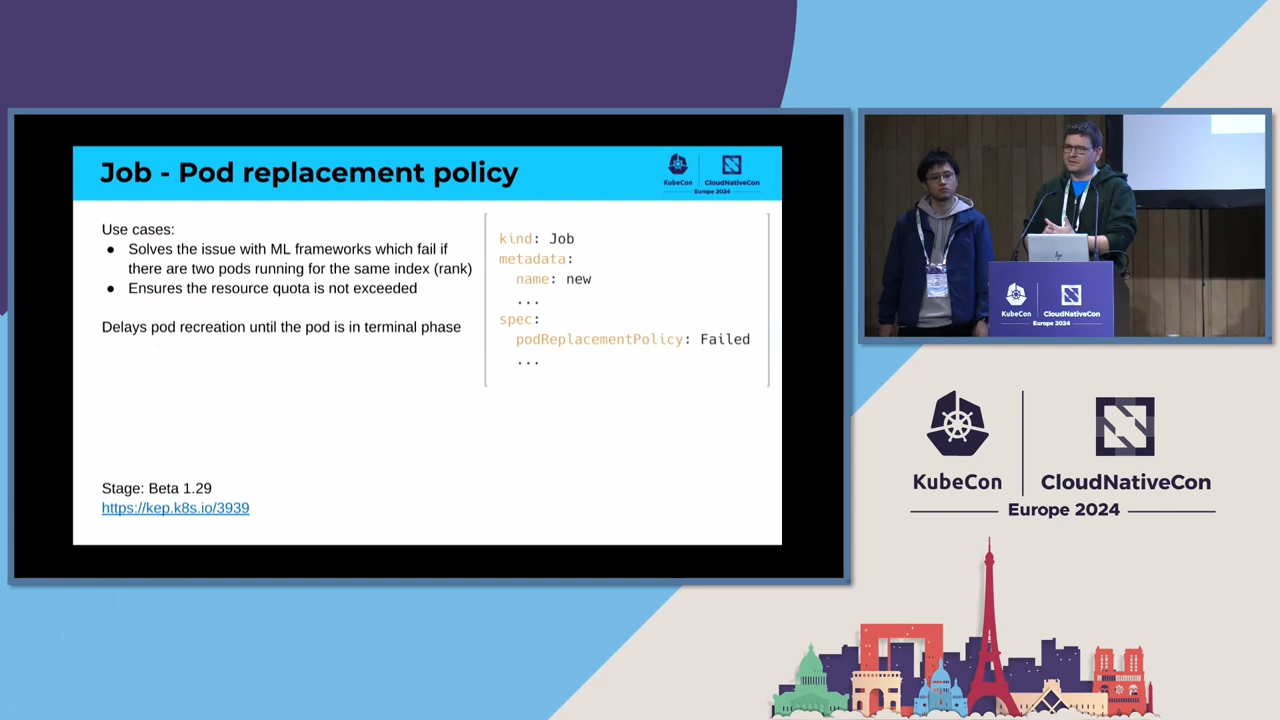 Job - Pod replacement policy
KubeCon
CloudNativeCon
Europe 2024
Use cases:
● Solves the issue with ML frameworks which fail if
there are two pods running for the same index (rank)
● Ensures the resource quota is not exceeded
Delays pod recreation until the pod is in terminal phase
kind: Job
metadata:
name: new
...
spec:
podReplacementPolicy: Failed
...
Stage: Beta 1.29
https://kep.k8s.io/3939
hp
KubeCon
CloudNativeCon
Europe 2024
KubeCon
CloudNativeCon
Europe 2024